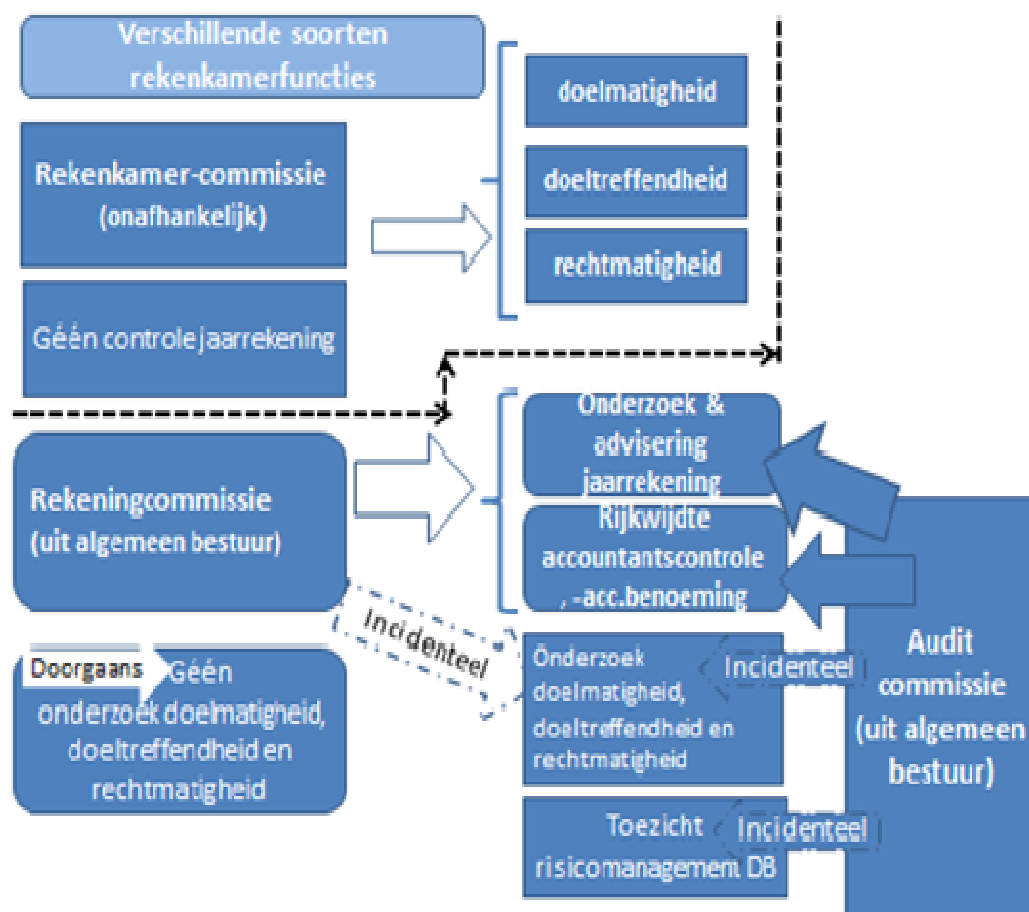 Verschillende soorten
rekenkamerfuncties
doelmatigheid
doeltreffendheid
rechtmatigheid
Rekenkamer-commissie
(onafhankelijk)
Géén controle jaarrekening
Rekeningcommissie
(uit algemeen bestuur)
Onderzoek &
advisering
jaarrekening
Rijkwijdte
accountantscontrole
, -acc.benoeming
Incidenteel
Doorgaans
Géén
onderzoek doelmatigheid,
doeltreffendheid en
rechtmatigheid
Onderzoek
doelmatigheid,
doeltreffendheid en
rechtmatigheid
Incidenteel
Toezicht
risicomanagement DB
Incidenteel
Audit
commissie
(uit algemeen
bestuur)